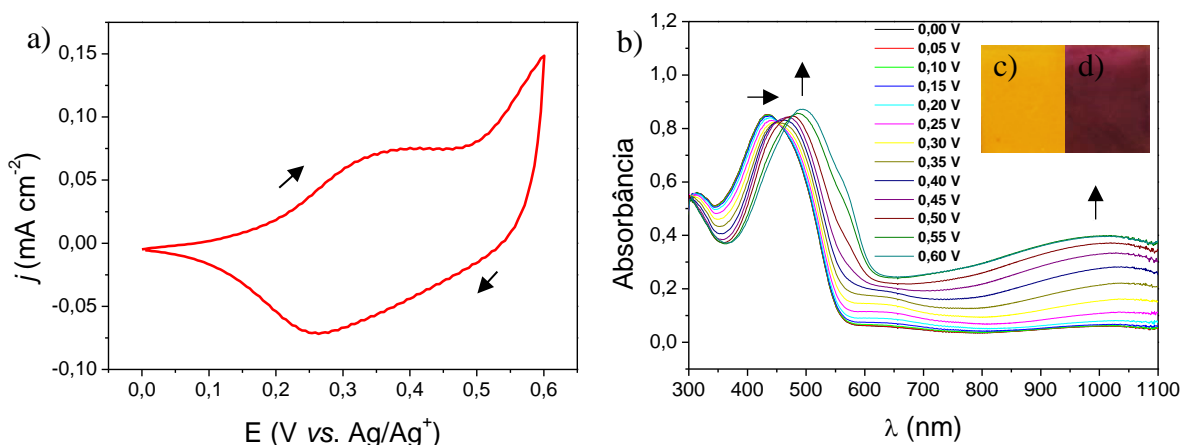 a)
0,15
0,10
0,05
0,00
-0,05
-0,10
j (mA cm⁻²)
0,0 0,1 0,2 0,3 0,4 0,5 0,6
E (V vs. Ag/Ag⁺)
b)
1,2
1,0
0,8
0,6
0,4
0,2
0,0
Absorbância
0,00 V
0,05 V
0,10 V
0,15 V
0,20 V
0,25 V
0,30 V
0,35 V
0,40 V
0,45 V
0,50 V
0,55 V
0,60 V
c) d)
300 400 500 600 700 800 900 1000 1100
λ (nm)